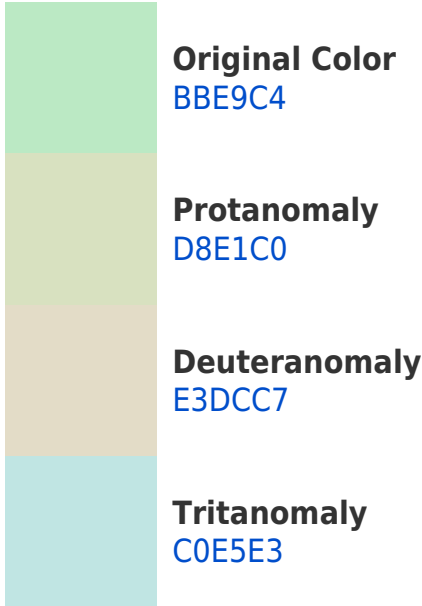 Original Color
BBE9C4
Protanomaly
D8E1C0
Deuteranomaly
E3DCC7
Tritanomaly
C0E5E3